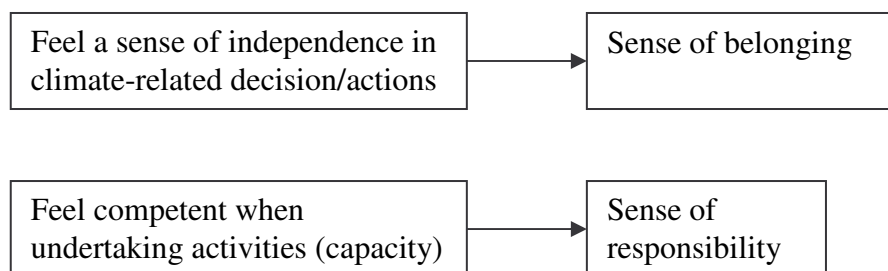 Feel a sense of independence in
climate-related decision/actions
Sense of belonging
Feel competent when
undertaking activities (capacity)
Sense of
responsibility